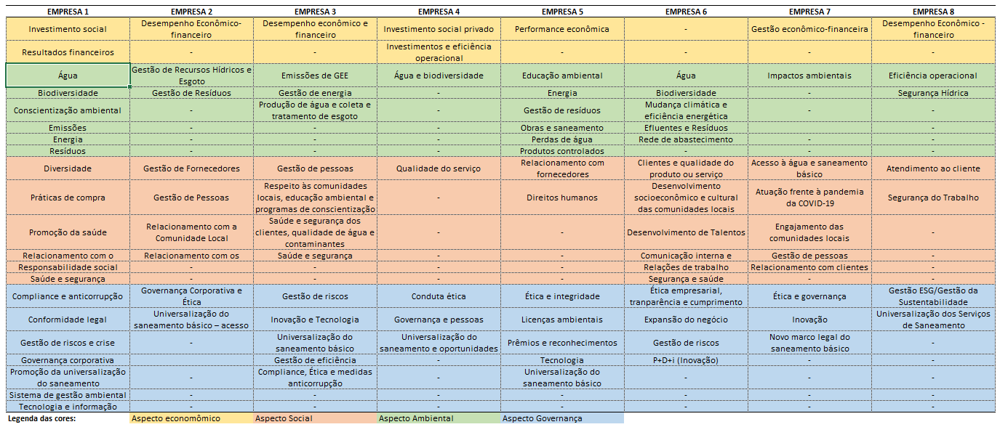 EMPRESA 1 EMPRESA 2 EMPRESA 3 EMPRESA 4 EMPRESA 5 EMPRESA 6 EMPRESA 7 EMPRESA 8
Investimento social
Desempenho Econômico-
financeiro
Desempenho econômico e
financeiro
Investimento social privado
Performance econômica
-
Gestão econômico-financeira
Desempenho Econômico -
financeiro
Resultados financeiros
-
-
Investimentos e eficiência
operacional
-
-
-
-
Água
Gestão de Recursos Hídricos e
Esgoto
Emissões de GEE
Água e biodiversidade
Educação ambiental
Água
Impactos ambientais
Eficiência operacional
Biodiversidade
Gestão de Resíduos
Gestão de energia
-
Energia
Biodiversidade
-
Segurança Hídrica
Conscientização ambiental
-
Produção de água e coleta e
tratamento de esgoto
-
Gestão de resíduos
Mudança climática e
eficiência energética
-
-
Emissões
-
-
-
Obras e saneamento
Efluentes e Resíduos
Energia
-
-
-
Perdas de água
Rede de abastecimento
-
-
Resíduos
-
-
-
Produtos controlados
-
-
-
Diversidade
Gestão de Fornecedores
Gestão de pessoas
Qualidade do serviço
Relacionamento com
fornecedores
Clientes e qualidade do
produto ou serviço
Acesso à água e saneamento
básico
Atendimento ao cliente
Práticas de compra
Gestão de Pessoas
Respeito às comunidades
locais, educação ambiental e
programas de conscientização
-
Direitos humanos
Desenvolvimento
socioeconômico e cultural
das comunidades locais
Atuação frente à pandemia
da COVID-19
Segurança do Trabalho
Promoção da saúde
Relacionamento com a
Comunidade Local
Saúde e segurança dos
clientes, qualidade de água e
contaminantes
-
-
Desenvolvimento de Talentos
Engajamento das
comunidades locais
-
Relacionamento com o
Relacionamento com os
Saúde e segurança
-
-
Comunicação interna e
Gestão de pessoas
-
Responsabilidade social
-
-
-
-
Relações de trabalho
Relacionamento com clientes
-
Saúde e segurança
-
-
-
-
Segurança e saúde
-
-
Compliance e anticorrupção
Governança Corporativa e
Ética
Gestão de riscos
Conduta ética
Ética e integridade
Ética empresarial,
tranparência e cumprimento
Ética e governança
Gestão ESG/Gestão da
Sustentabilidade
Conformidade legal
Universialização do
saneamento básico – acesso
Inovação e Tecnologia
Governança e pessoas
Licenças ambientais
Expansão do negócio
Inovação
Universalização dos Serviços
de Saneamento
Gestão de riscos e crise
-
Universialização do
saneamento básico
Universialização do
saneamento e oportunidades
Prêmios e reconhecimentos
Gestão de riscos
Novo marco legal do
saneamento básico
-
Governança corporativa
Gestão de eficiência
-
Tecnologia
P+D+i (Inovação)
-
-
Promoção da universalização
do saneamento
-
Compliance, Ética e medidas
anticorrupção
-
Universalização do
saneamento básico
-
-
-
Sistema de gestão ambiental
-
-
-
-
-
-
-
Tecnologia e informação
-
-
-
-
-
-
-
Legenda das cores: Aspecto econômômico Aspecto Social Aspecto Ambiental Aspecto Governança